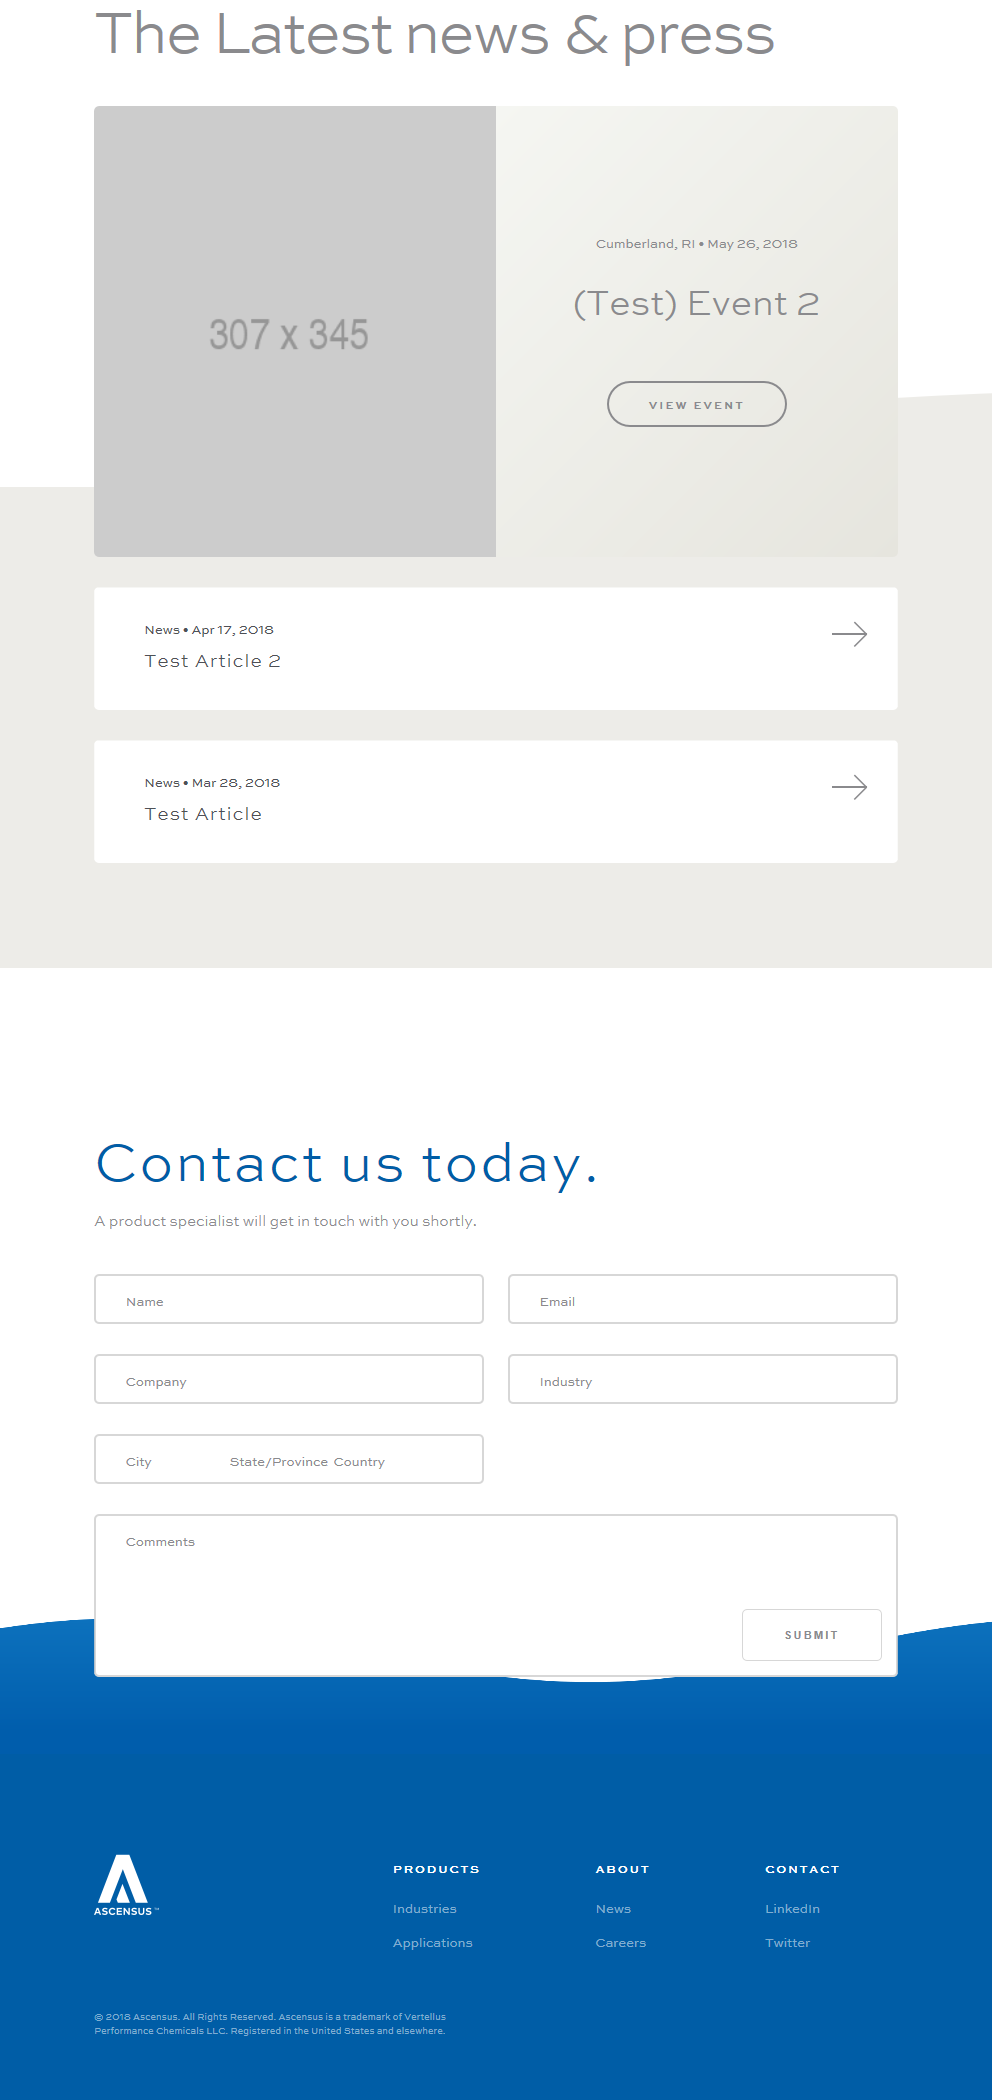 The Latest news & press
307 x 345
Cumberland, RI • May 26, 2018
(Test) Event 2
VIEW EVENT
News • Apr 17, 2018
Test Article 2
News • Mar 28, 2018
Test Article
Contact us today.
A product specialist will get in touch with you shortly.
Name
Email
Company
Industry
City
State/Province
Country
Comments
SUBMIT
ASCENSUS™
PRODUCTS
Industries
Applications
ABOUT
News
Careers
CONTACT
LinkedIn
Twitter
© 2018 Ascensus. All Rights Reserved. Ascensus is a trademark of Vertellus
Performance Chemicals LLC. Registered in the United States and elsewhere.